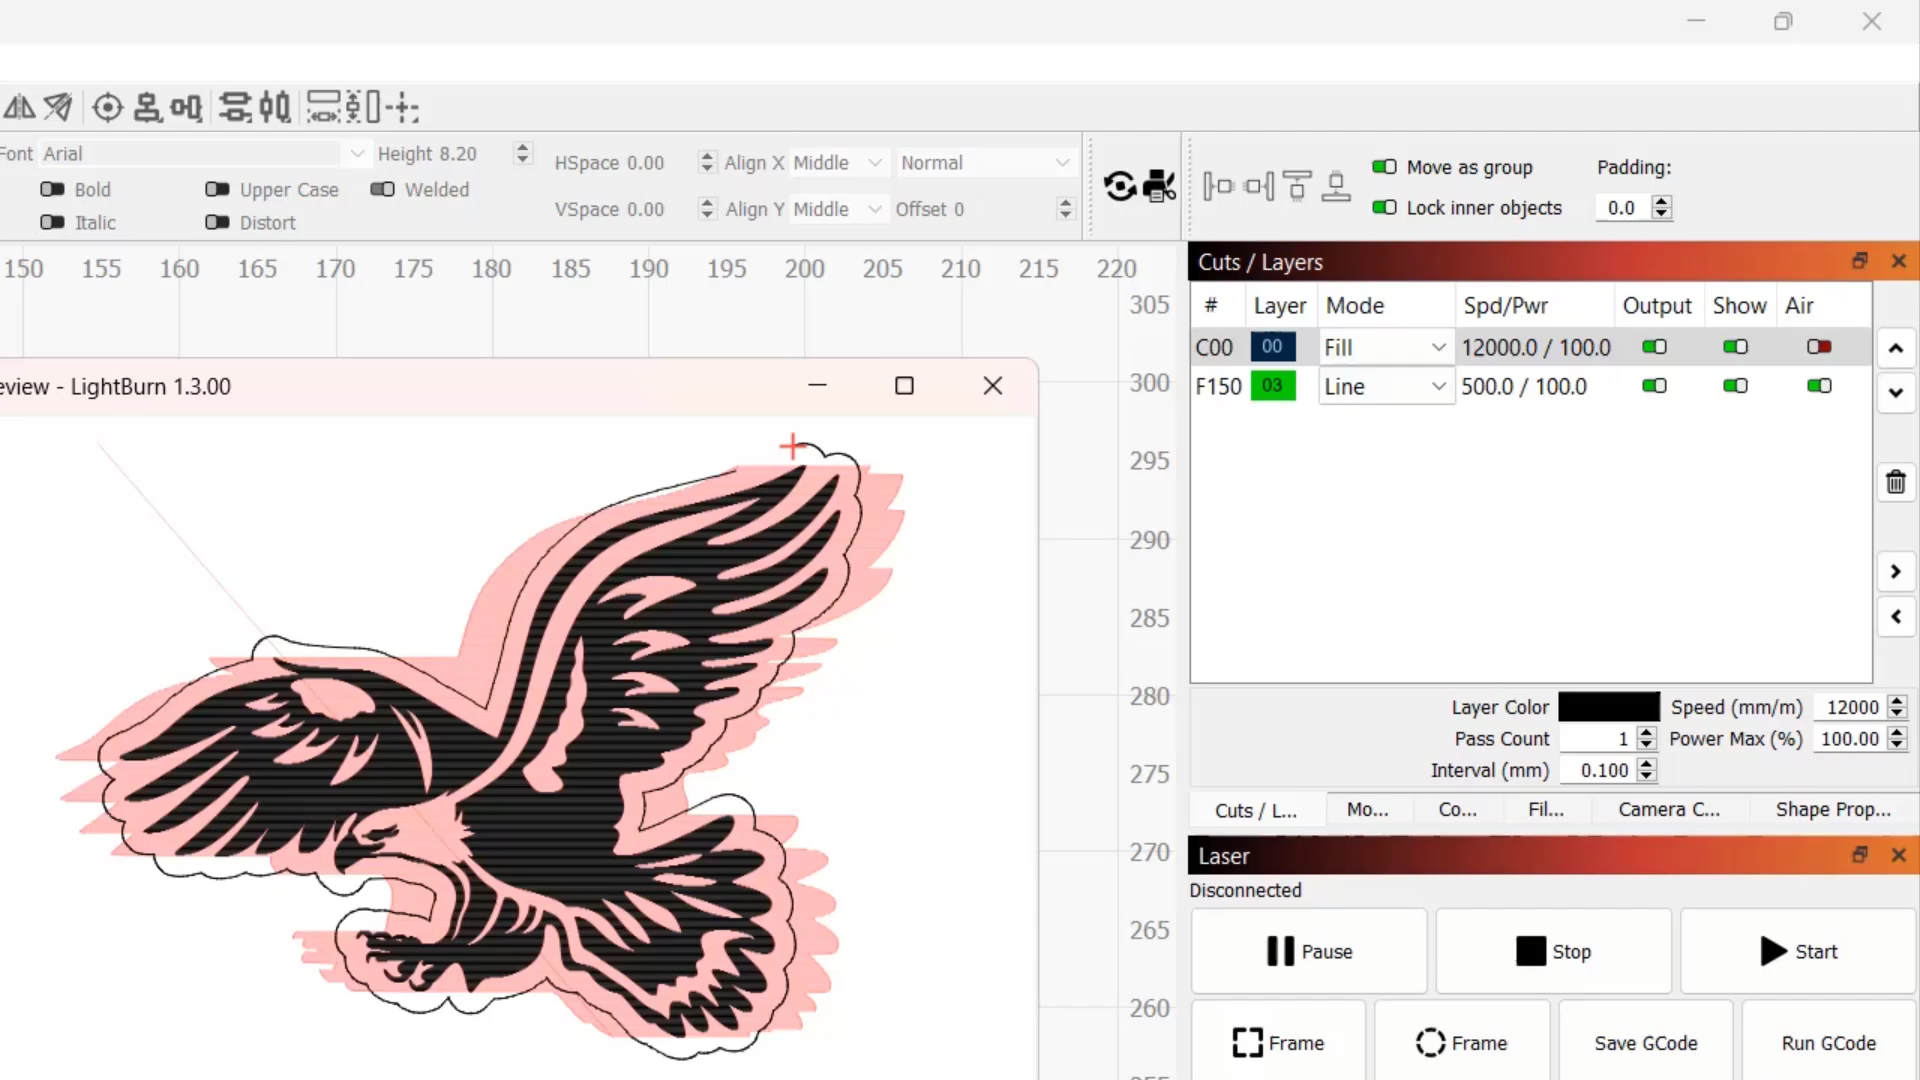 Font Arial Height 8.20 HSpace 0.00 Align X Middle Normal Move as group Padding:
Bold Upper Case Welded VSpace 0.00 Align Y Middle Offset 0 Lock inner objects 0.0
Italic Distort
150 155 160 165 170 175 180 185 190 195 200 205 210 215 220
Cuts / Layers
305
# Layer Mode Spd/Pwr Output Show Air
C00 00 Fill 12000.0 / 100.0
eview - LightBurn 1.3.00
300
F150 03 Line 500.0 / 100.0
295
290
285
280
Layer Color Speed (mm/m) 12000
Pass Count 1 Power Max (%) 100.00
275
Interval (mm) 0.100
Cuts / L... Mo... Co... Fil... Camera C... Shape Prop...
270
Laser
Disconnected
265
Pause Stop Start
260
Frame Frame Save GCode Run GCode